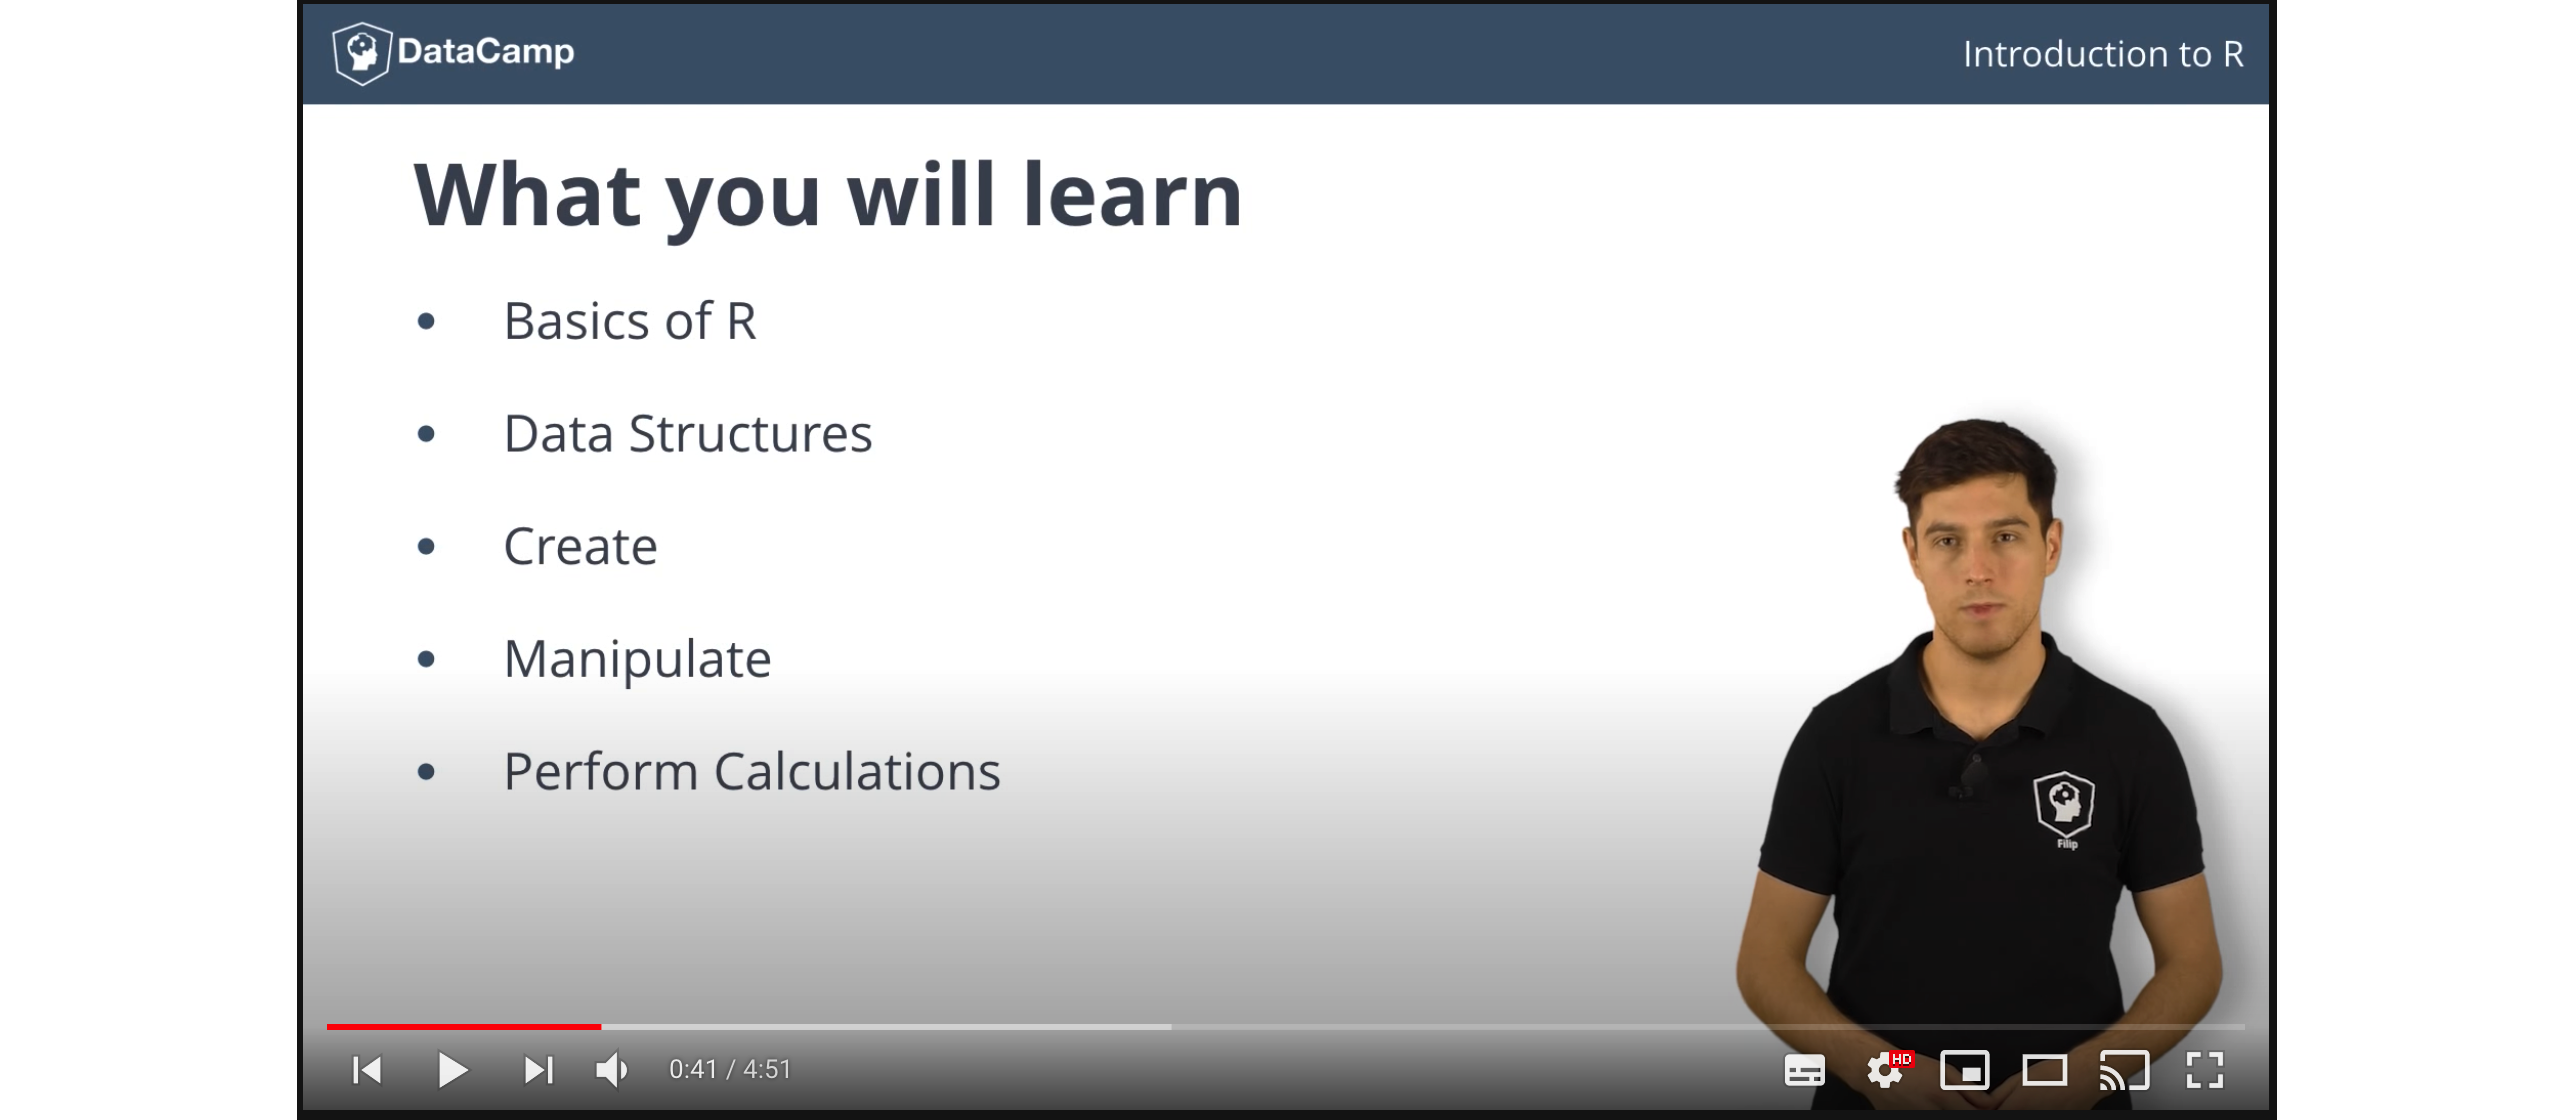 DataCamp
Introduction to R
What you will learn
• Basics of R
• Data Structures
• Create
• Manipulate
• Perform Calculations
Filip
0:41 / 4:51
HD